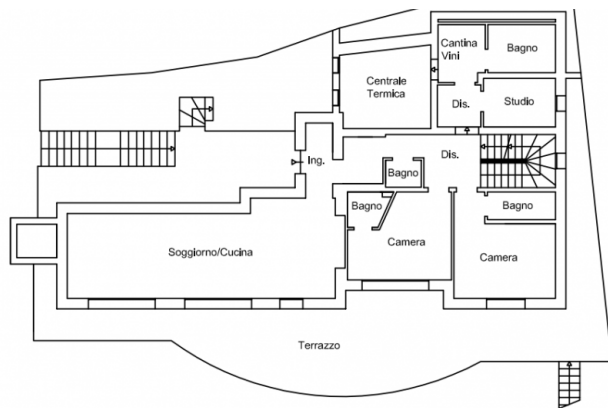 Cantina
Vini
Bagno
Centrale
Termica
Dis.
Studio
Ing.
Dis.
Bagno
Bagno
Bagno
Soggiorno/Cucina
Camera
Camera
Terrazzo